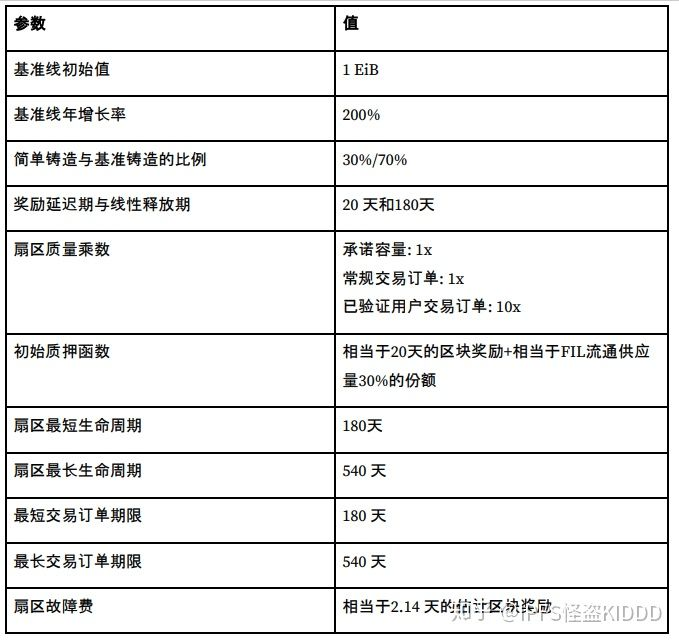 参数 值
基准线初始值 1 EiB
基准线年增长率 200%
简单铸造与基准铸造的比例 30%/70%
奖励延迟期与线性释放期 20 天和180天
扇区质量乘数 承诺容量: 1x
常规交易订单: 1x
已验证用户交易订单: 10x
初始质押函数 相当于20天的区块奖励+相当于FIL流通供应
量30%的份额
扇区最短生命周期 180天
扇区最长生命周期 540 天
最短交易订单期限 180 天
最长交易订单期限 540 天
扇区故障费 相当于2.14 天的估计区块奖励
知乎 @IPFS怪盗KIDDD